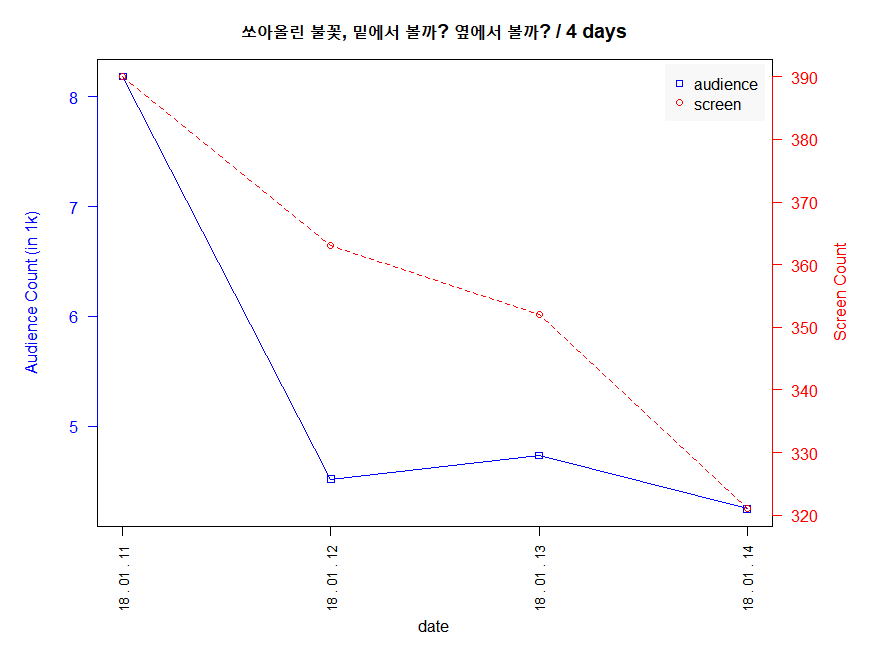 쏘아올린 불꽃, 밑에서 볼까? 옆에서 볼까? / 4 days
audience
screen
Audience Count (in 1k)
8
7
6
5
390
380
370
360
350
340
330
320
Screen Count
18 . 01 . 11
18 . 01 . 12
18 . 01 . 13
18 . 01 . 14
date